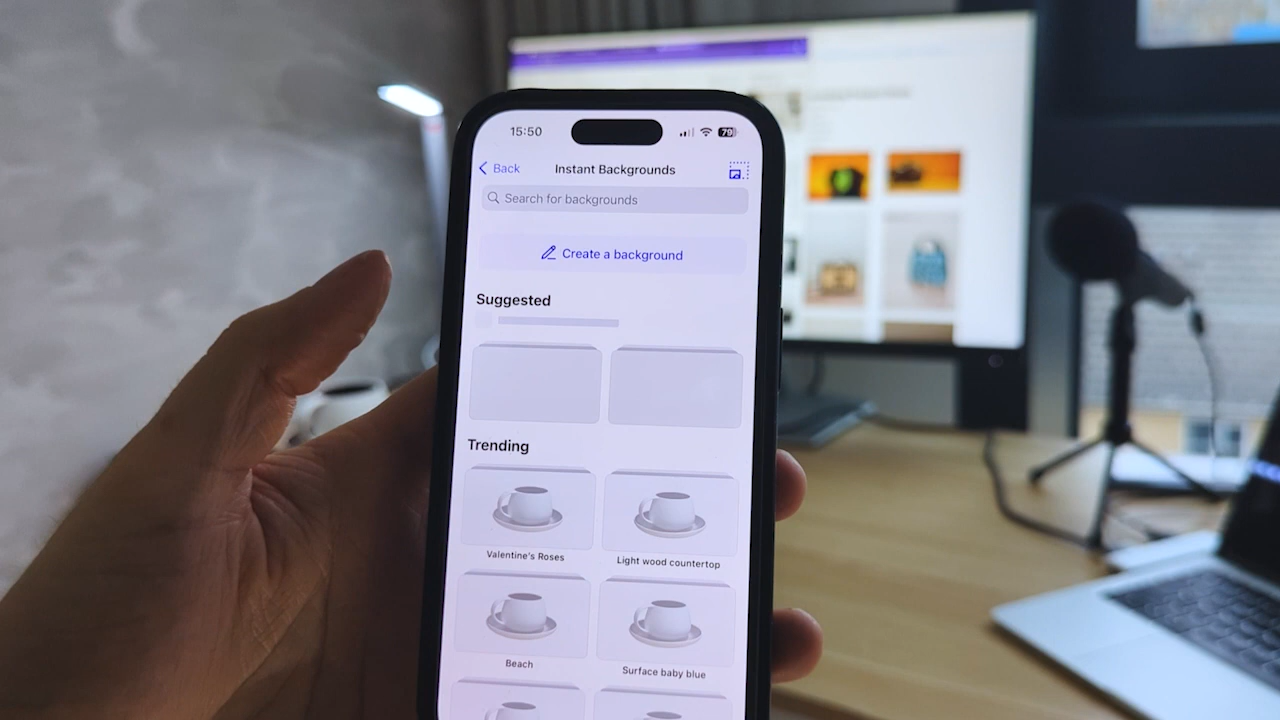 15:50
79
Back
Instant Backgrounds
Search for backgrounds
Create a background
Suggested
Trending
Valentine's Roses
Light wood countertop
Beach
Surface baby blue